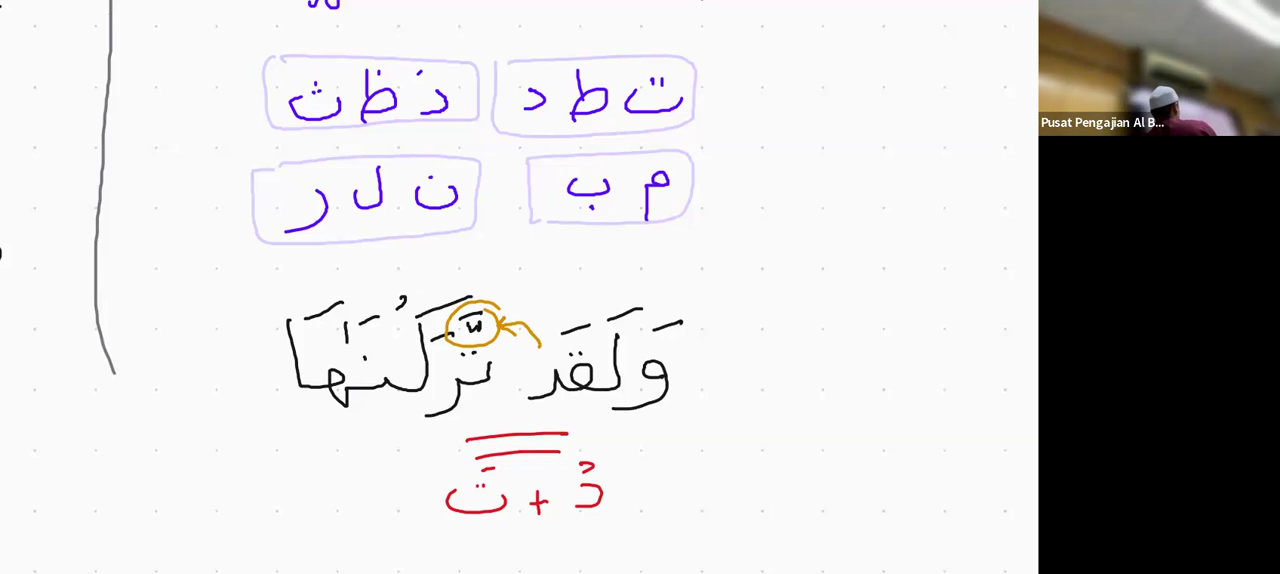 ت ط د ذ ظ ث
م ب ن ل ر
وَلَقَد تَّرَكْنَٰهَا
دْ + تَ
Pusat Pengajian Al B...